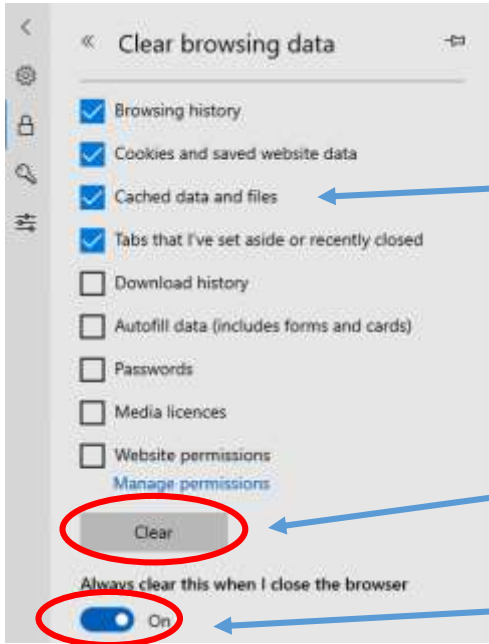 Clear browsing data
Browsing history
Cookies and saved website data
Cached data and files
Tabs that I've set aside or recently closed
Download history
Autofill data (includes forms and cards)
Passwords
Media licences
Website permissions
Manage permissions
Clear
Always clear this when I close the browser
On